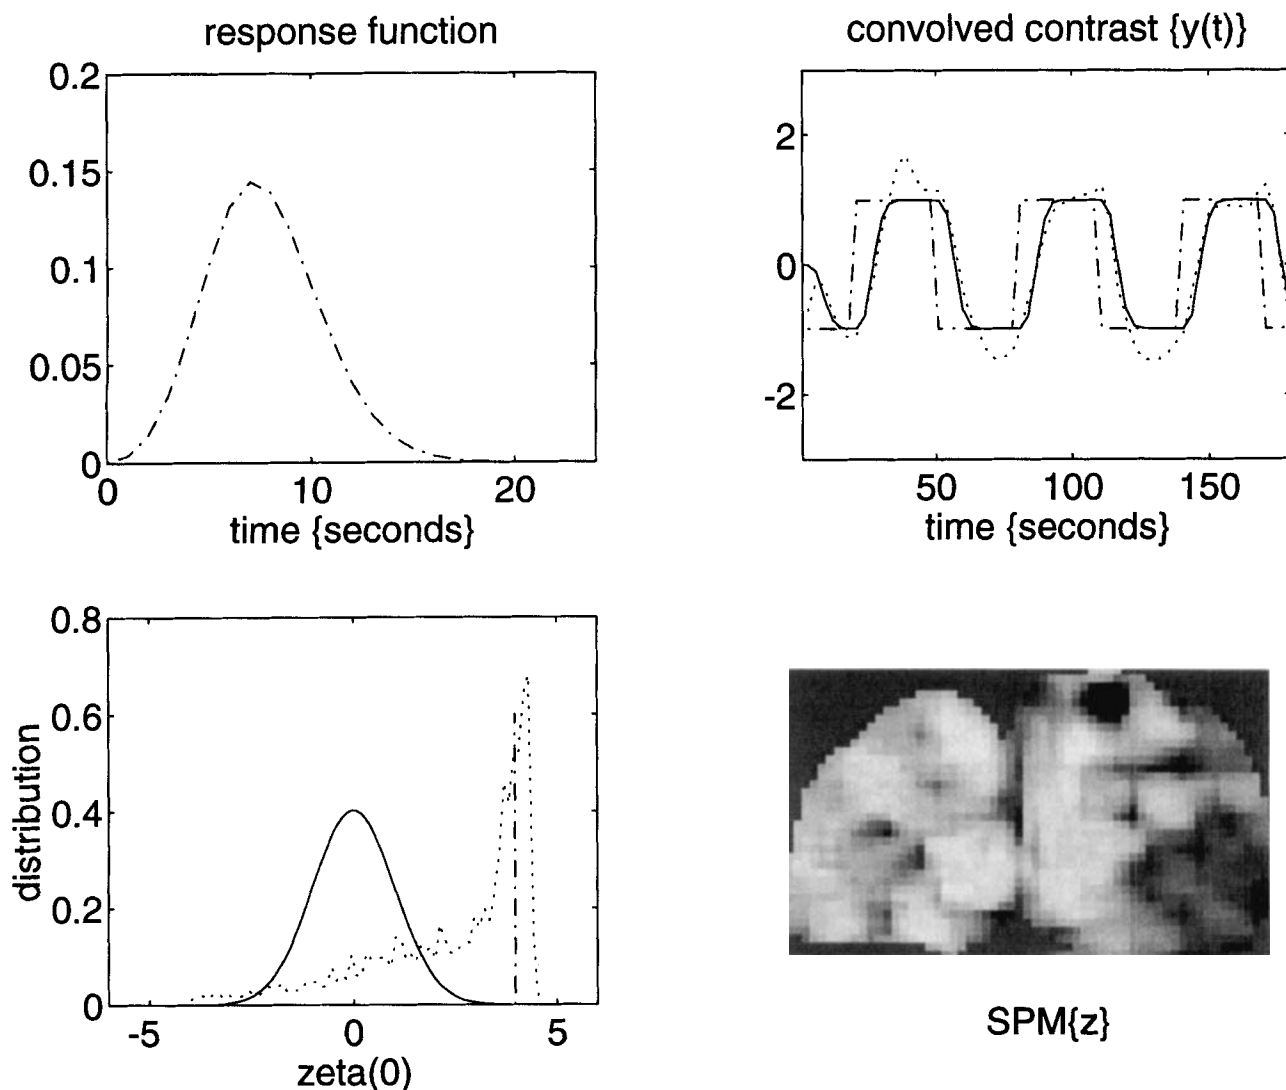 response function
0.2
0.15
0.1
0.05
0
0 10 20
time {seconds}
convolved contrast {y(t)}
2
0
-2
50 100 150
time {seconds}
0.8
0.6
0.4
0.2
0
distribution
-5 0 5
zeta(0)
SPM{z}